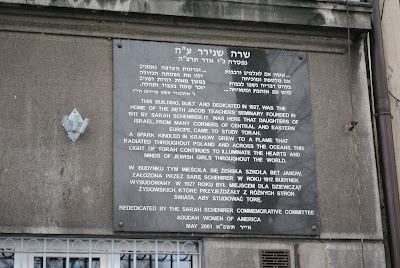 שרה שנירר ע״ה
נפטרה כ״ו אדר תרצ״ה
THIS BUILDING, BUILT AND DEDICATED IN 1927, WAS THE
HOME OF THE BETH JACOB TEACHERS' SEMINARY FOUNDED IN
1917 BY SARAH SCHENIRER. IT WAS HERE THAT DAUGHTERS OF
ISRAEL, FROM MANY CORNERS OF CENTRAL, AND EASTERN
EUROPE, CAME TO STUDY TORAH.
A SPARK KINDLED IN KRAKOW GREW TO A FLAME THAT
RADIATED THROUGHOUT POLAND AND ACROSS THE OCEANS. THIS
LIGHT OF TORAH CONTINUES TO ILLUMINATE THE HEARTS AND
MINDS OF JEWISH GIRLS THROUGHOUT THE WORLD.
W BUDYNKU TYM MIEŚCIŁA SIĘ ŻEŃSKA SZKOŁA BET JAKOW,
ZAŁOŻONA PRZEZ SARĘ SCHENIRER W ROKU 1917. BUDYNEK
WYBUDOWANY W 1927 ROKU BYŁ MIEJSCEM DLA DZIEWCZĄT
ŻYDOWSKICH, KTÓRE PRZYJEŻDŻAŁY Z RÓŻNYCH STRON
ŚWIATA, ABY STUDIOWAĆ TORĘ.
REDEDICATED BY THE SARAH SCHENIRER COMMEMORATIVE COMMITTEE
AGUDAH WOMEN OF AMERICA
MAY 2001 אייר תשס״א